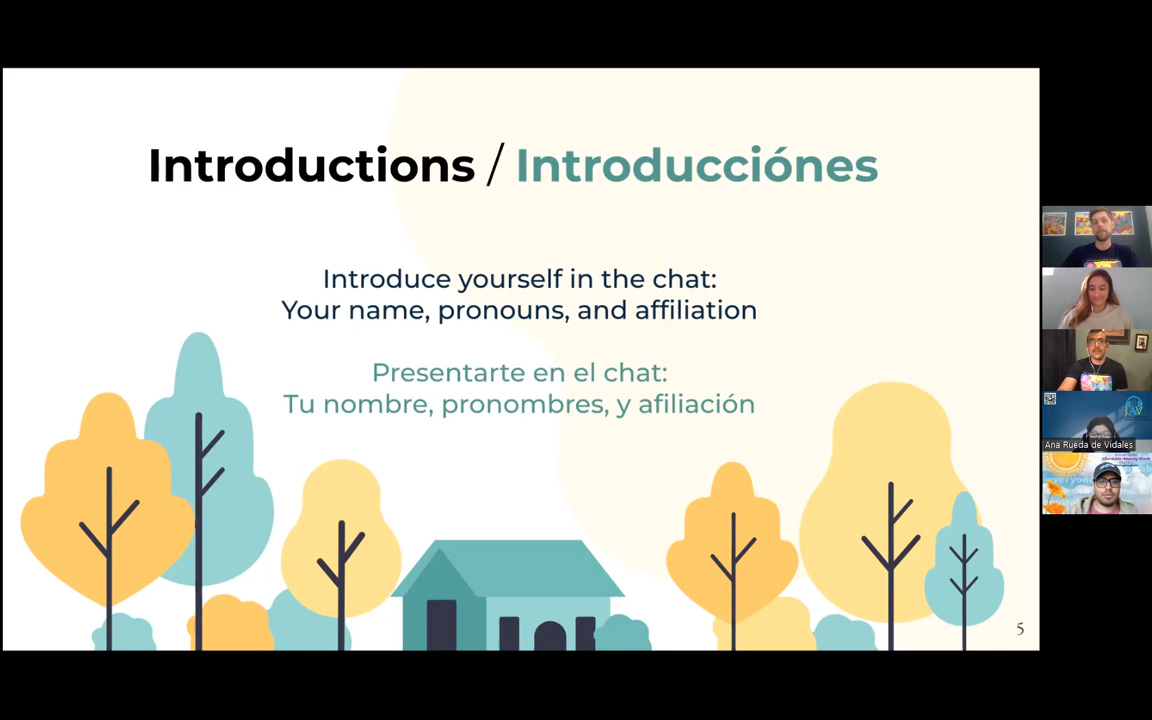 Introductions / Introducciónes
Introduce yourself in the chat:
Your name, pronouns, and affiliation
Presentarte en el chat:
Tu nombre, pronombres, y afiliación
5
Ana Rueda de Vidales